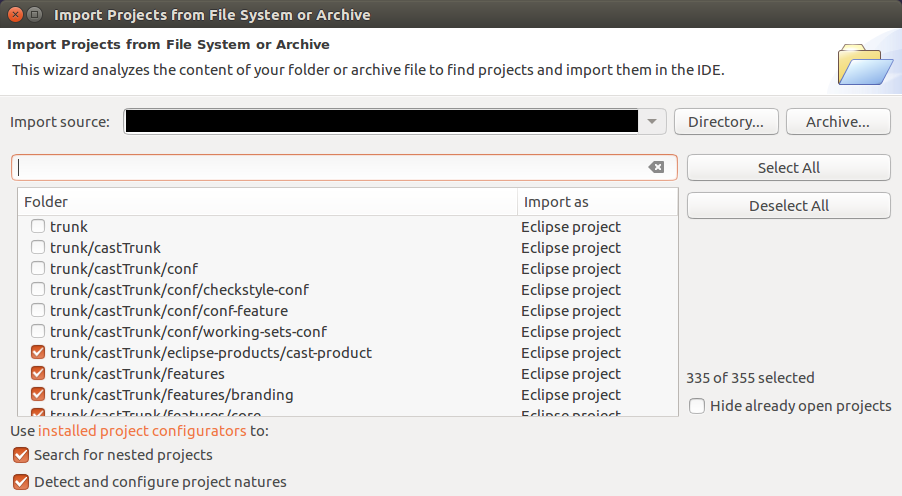 Import Projects from File System or Archive
Import Projects from File System or Archive
This wizard analyzes the content of your folder or archive file to find projects and import them in the IDE.
Import source: Directory... Archive...
Select All
Folder Import as
Deselect All
trunk Eclipse project
trunk/castTrunk Eclipse project
trunk/castTrunk/conf Eclipse project
trunk/castTrunk/conf/checkstyle-conf Eclipse project
trunk/castTrunk/conf/conf-feature Eclipse project
trunk/castTrunk/conf/working-sets-conf Eclipse project
trunk/castTrunk/eclipse-products/cast-product Eclipse project
trunk/castTrunk/features Eclipse project
335 of 355 selected
trunk/castTrunk/features/branding Eclipse project
Hide already open projects
trunk/castTrunk/features/core Eclipse project
Use installed project configurators to:
Search for nested projects
Detect and configure project natures